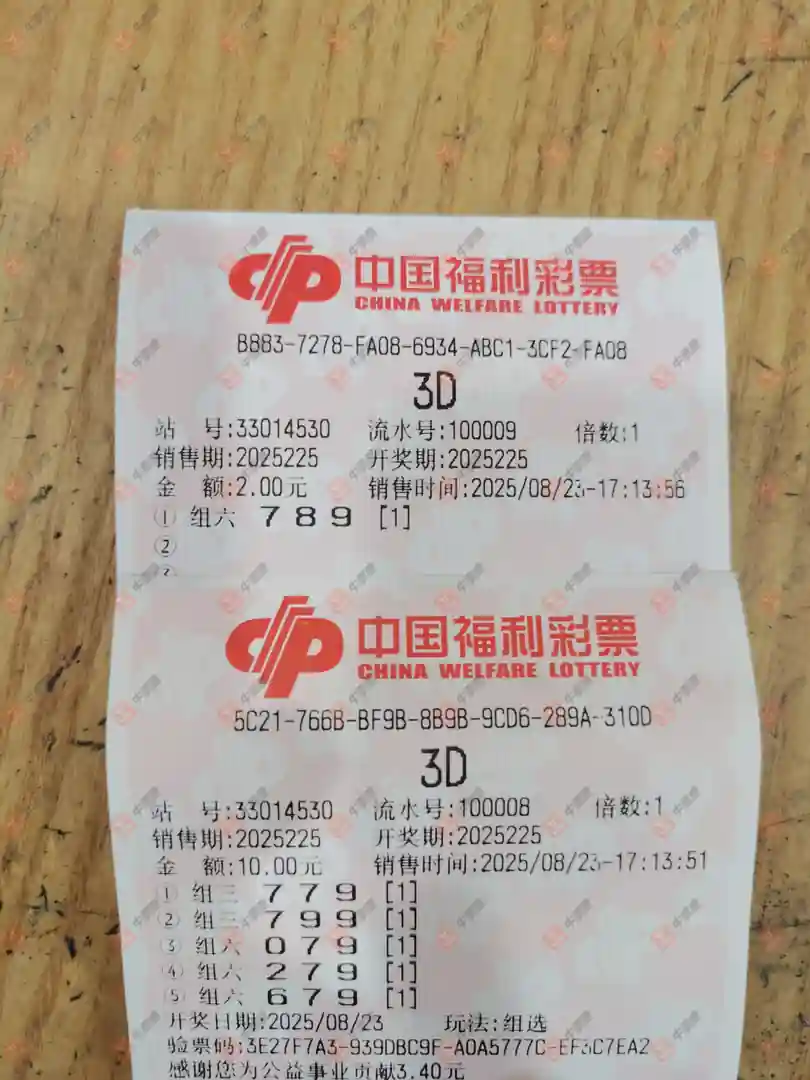 中国福利彩票
CHINA WELFARE LOTTERY
BB83-7278-FA08-6934-ABC1-3CF2-FA08
3D
站 号:33014530 流水号:100009 倍数:1
销售期:2025225 开奖期:2025225
金 额:2.00元 销售时间:2025/08/23-17:13:56
① 组六 7 8 9 [1]
②
中国福利彩票
CHINA WELFARE LOTTERY
5C21-766B-BF9B-8B9B-9CD6-289A-310D
3D
站 号:33014530 流水号:100008 倍数:1
销售期:2025225 开奖期:2025225
金 额:10.00元 销售时间:2025/08/23-17:13:51
① 组三 7 7 9 [1]
② 组三 7 9 9 [1]
③ 组六 0 7 9 [1]
④ 组六 2 7 9 [1]
⑤ 组六 6 7 9 [1]
开奖日期:2025/08/23 玩法:组选
验票码:3E27F7A3-939DBC9F-A0A5777C-EF3C7EA2
感谢您为公益事业贡献3.40元